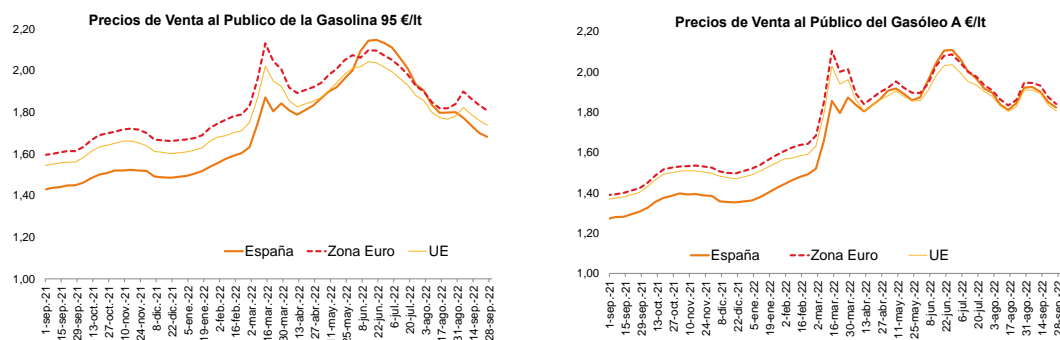 Precios de Venta al Publico de la Gasolina 95 €/lt
2,20
2,00
1,80
1,60
1,40
1,20
1,00
España
Zona Euro
UE
1-sep.-21
15-sep.-21
29-sep.-21
13-oct.-21
27-oct.-21
10-nov.-21
24-nov.-21
8-dic.-21
22-dic.-21
5-ene.-22
19-ene.-22
2-feb.-22
16-feb.-22
2-mar.-22
16-mar.-22
30-mar.-22
13-abr.-22
27-abr.-22
11-may.-22
25-may.-22
8-jun.-22
22-jun.-22
6-jul.-22
20-jul.-22
3-ago.-22
17-ago.-22
31-ago.-22
14-sep.-22
28-sep.-22
Precios de Venta al Público del Gasóleo A €/lt
2,20
2,00
1,80
1,60
1,40
1,20
1,00
España
Zona Euro
UE
1-sep.-21
15-sep.-21
29-sep.-21
13-oct.-21
27-oct.-21
10-nov.-21
24-nov.-21
8-dic.-21
22-dic.-21
5-ene.-22
19-ene.-22
2-feb.-22
16-feb.-22
2-mar.-22
16-mar.-22
30-mar.-22
13-abr.-22
27-abr.-22
11-may.-22
25-may.-22
8-jun.-22
22-jun.-22
6-jul.-22
20-jul.-22
3-ago.-22
17-ago.-22
31-ago.-22
14-sep.-22
28-sep.-22